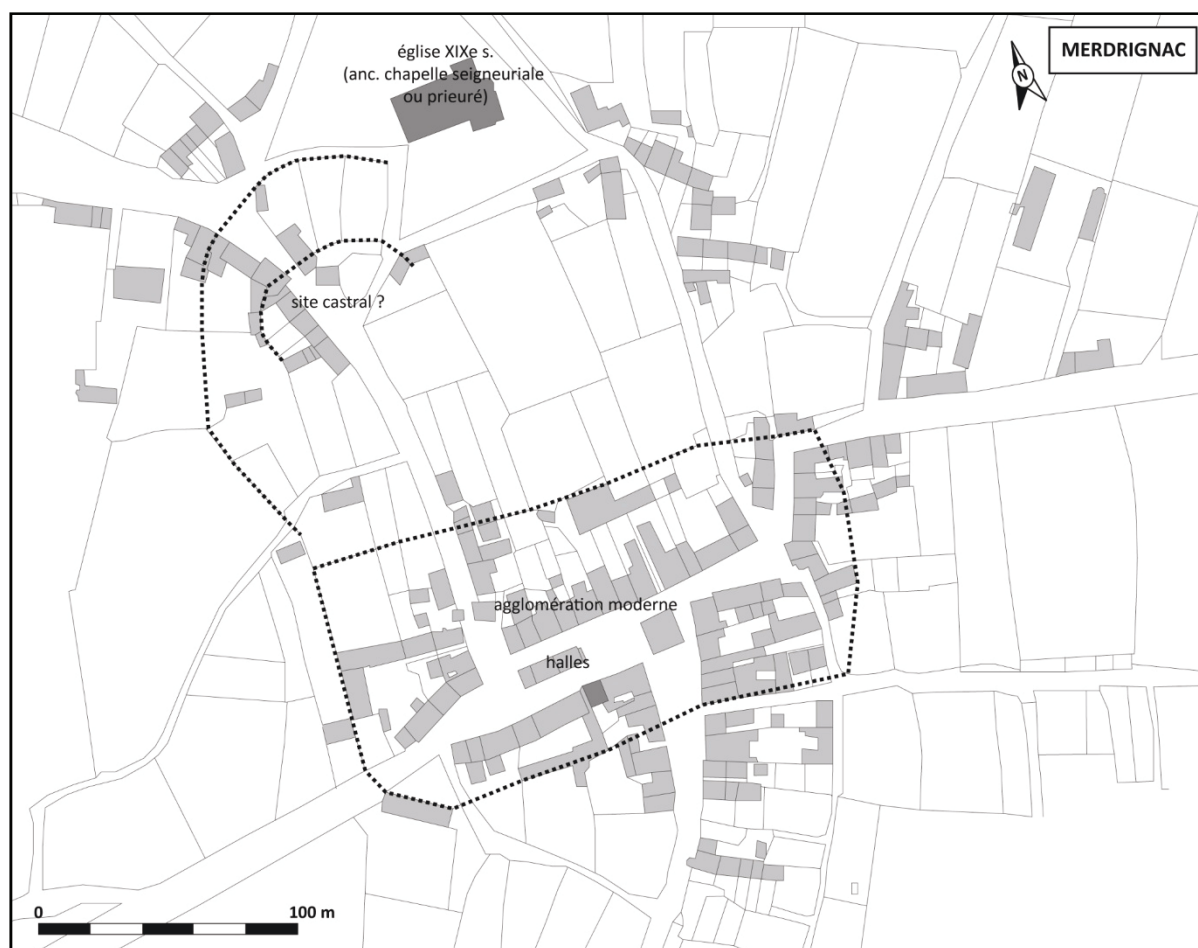 église XIXe s.
(anc. chapelle seigneuriale
ou prieuré)
MERDRIGNAC
N
site castral ?
agglomération moderne
halles
0 100 m